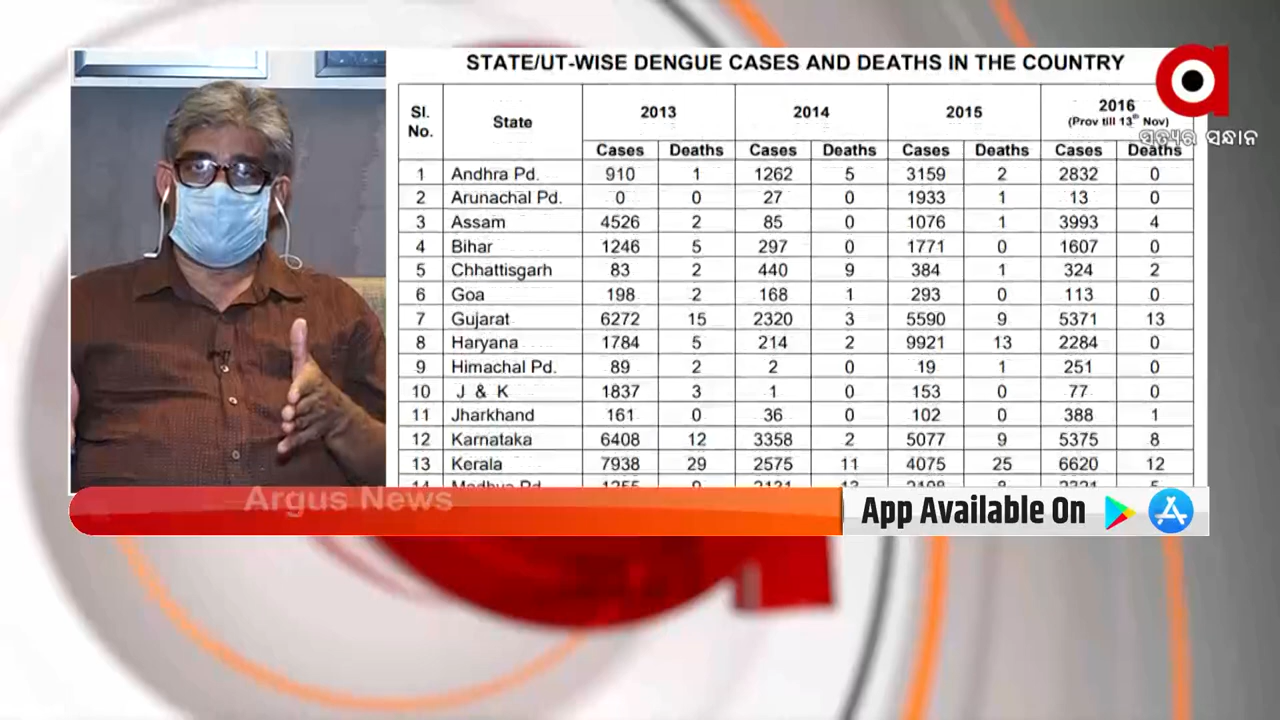 STATE/UT-WISE DENGUE CASES AND DEATHS IN THE COUNTRY
Sl. No. State 2013 2014 2015 2016 (Prov till 13th Nov)
Cases Deaths Cases Deaths Cases Deaths Cases Deaths
1 Andhra Pd. 910 1 1262 5 3159 2 2832 0
2 Arunachal Pd. 0 0 27 0 1933 1 13 0
3 Assam 4526 2 85 0 1076 1 3993 4
4 Bihar 1246 5 297 0 1771 0 1607 0
5 Chhattisgarh 83 2 440 9 384 1 324 2
6 Goa 198 2 168 1 293 0 113 0
7 Gujarat 6272 15 2320 3 5590 9 5371 13
8 Haryana 1784 5 214 2 9921 13 2284 0
9 Himachal Pd. 89 2 2 0 19 1 251 0
10 J & K 1837 3 1 0 153 0 77 0
11 Jharkhand 161 0 36 0 102 0 388 1
12 Karnataka 6408 12 3358 2 5077 9 5375 8
13 Kerala 7938 29 2575 11 4075 25 6620 12
ସତ୍ୟର ସନ୍ଧାନ
Argus News
App Available On